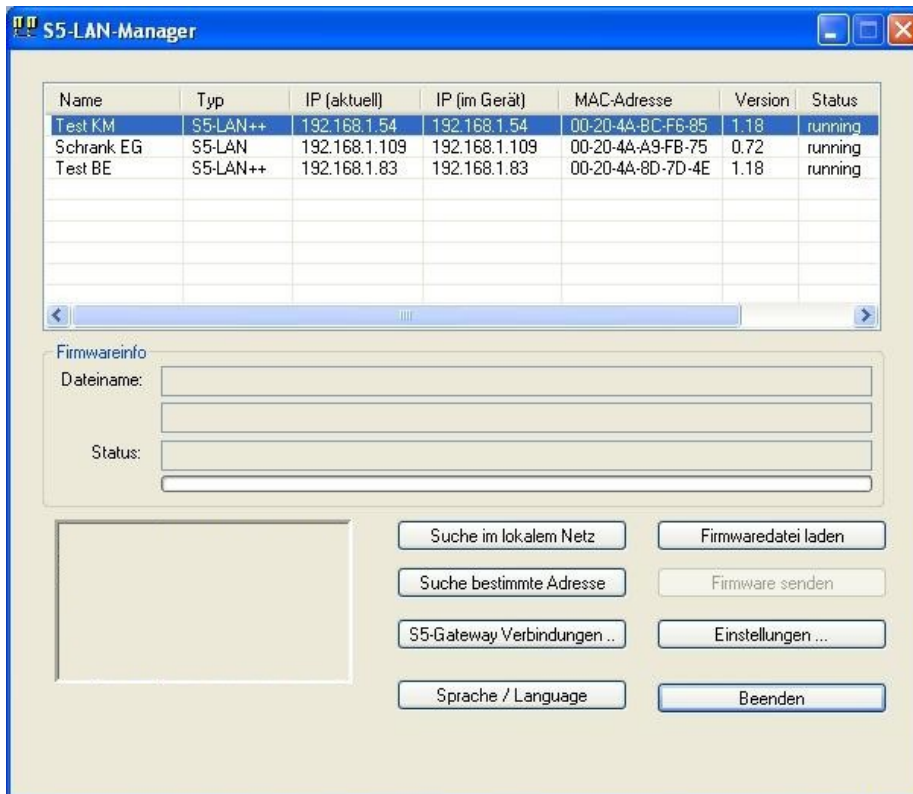 S5-LAN-Manager
Name Typ IP (aktuell) IP (im Gerät) MAC-Adresse Version Status
Test KM S5-LAN++ 192.168.1.54 192.168.1.54 00-20-4A-BC-F6-85 1.18 running
Schrank EG S5-LAN 192.168.1.109 192.168.1.109 00-20-4A-A9-FB-75 0.72 running
Test BE S5-LAN++ 192.168.1.83 192.168.1.83 00-20-4A-8D-7D-4E 1.18 running
Firmwareinfo
Dateiname:
Status:
Suche im lokalem Netz Firmwaredatei laden
Suche bestimmte Adresse Firmware senden
S5-Gateway Verbindungen .. Einstellungen ...
Sprache / Language Beenden